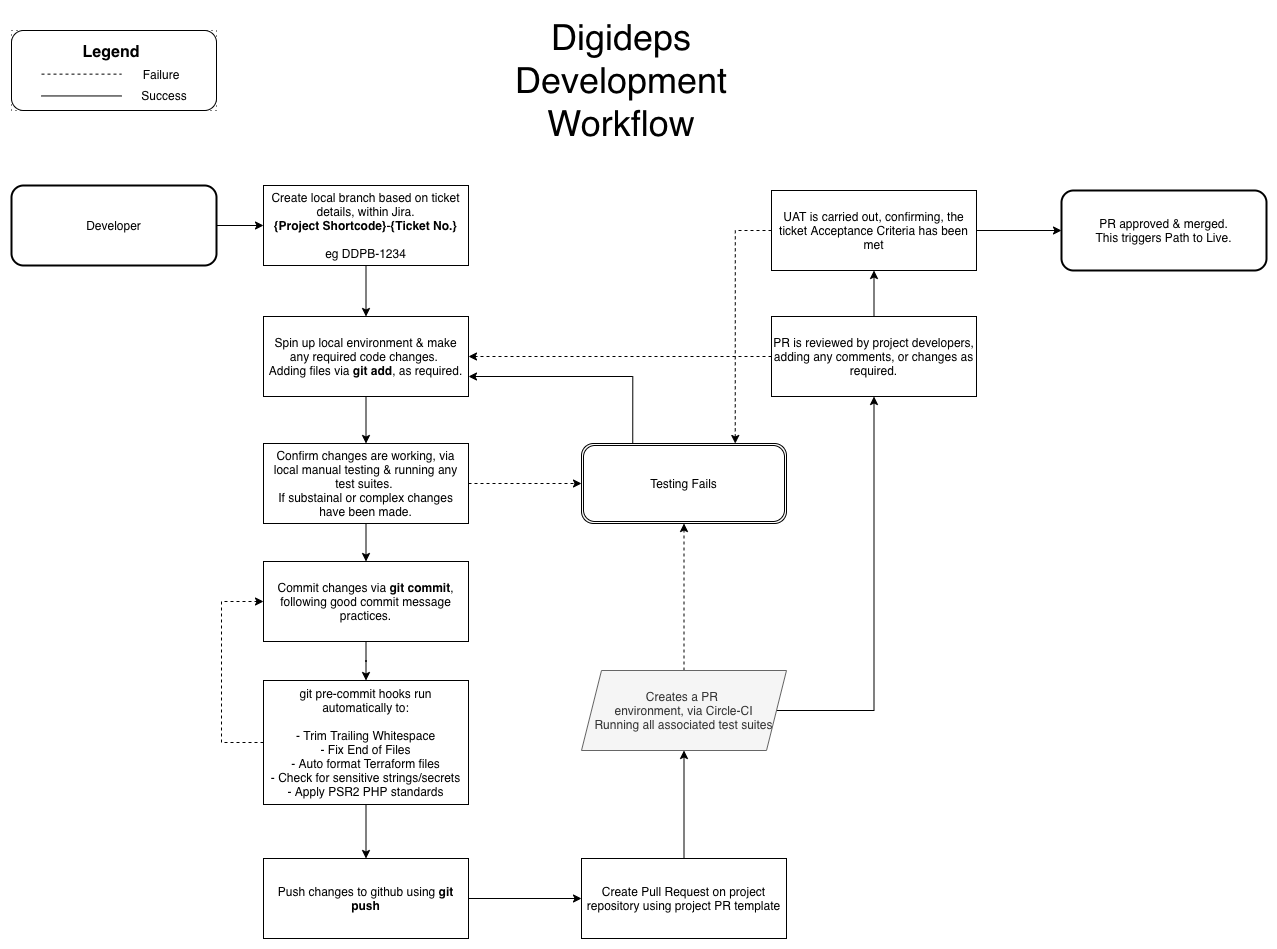 Digideps
Development
Workflow
Legend
Failure
Success
Developer
Create local branch based on ticket
details, within Jira.
{Project Shortcode}-{Ticket No.}
eg DDPB-1234
UAT is carried out, confirming, the
ticket Acceptance Criteria has been
met
PR approved & merged.
This triggers Path to Live.
Spin up local environment & make
any required code changes.
Adding files via git add, as required.
PR is reviewed by project developers,
adding any comments, or changes as
required.
Confirm changes are working, via
local manual testing & running any
test suites.
If substainal or complex changes
have been made.
Testing Fails
Commit changes via git commit,
following good commit message
practices.
git pre-commit hooks run
automatically to:
- Trim Trailing Whitespace
- Fix End of Files
- Auto format Terraform files
- Check for sensitive strings/secrets
- Apply PSR2 PHP standards
Creates a PR
environment, via Circle-CI
Running all associated test suites
Push changes to github using git
push
Create Pull Request on project
repository using project PR template